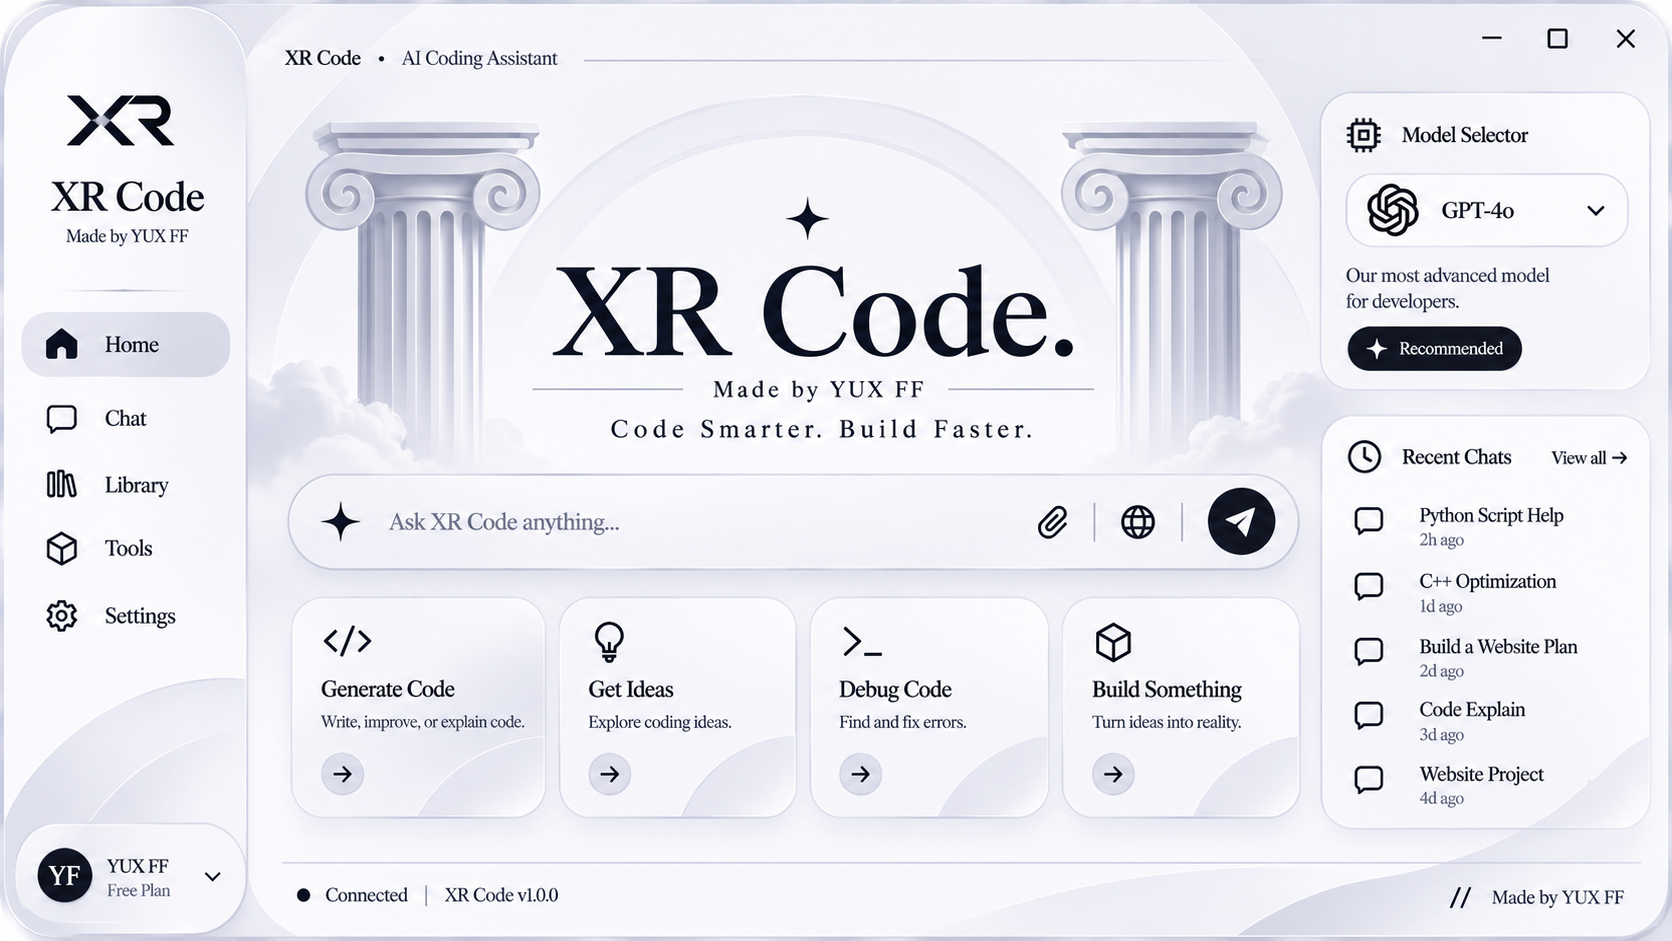 XR
XR Code
Made by YUX FF
Home
Chat
Library
Tools
Settings
YF
YUX FF
Free Plan
XR Code • AI Coding Assistant
XR Code.
Made by YUX FF
Code Smarter. Build Faster.
Ask XR Code anything...
</>
Generate Code
Write, improve, or explain code.
Get Ideas
Explore coding ideas.
>_
Debug Code
Find and fix errors.
Build Something
Turn ideas into reality.
Model Selector
GPT-4o
Our most advanced model
for developers.
Recommended
Recent Chats
View all →
Python Script Help
2h ago
C++ Optimization
1d ago
Build a Website Plan
2d ago
Code Explain
3d ago
Website Project
4d ago
Connected | XR Code v1.0.0
// Made by YUX FF